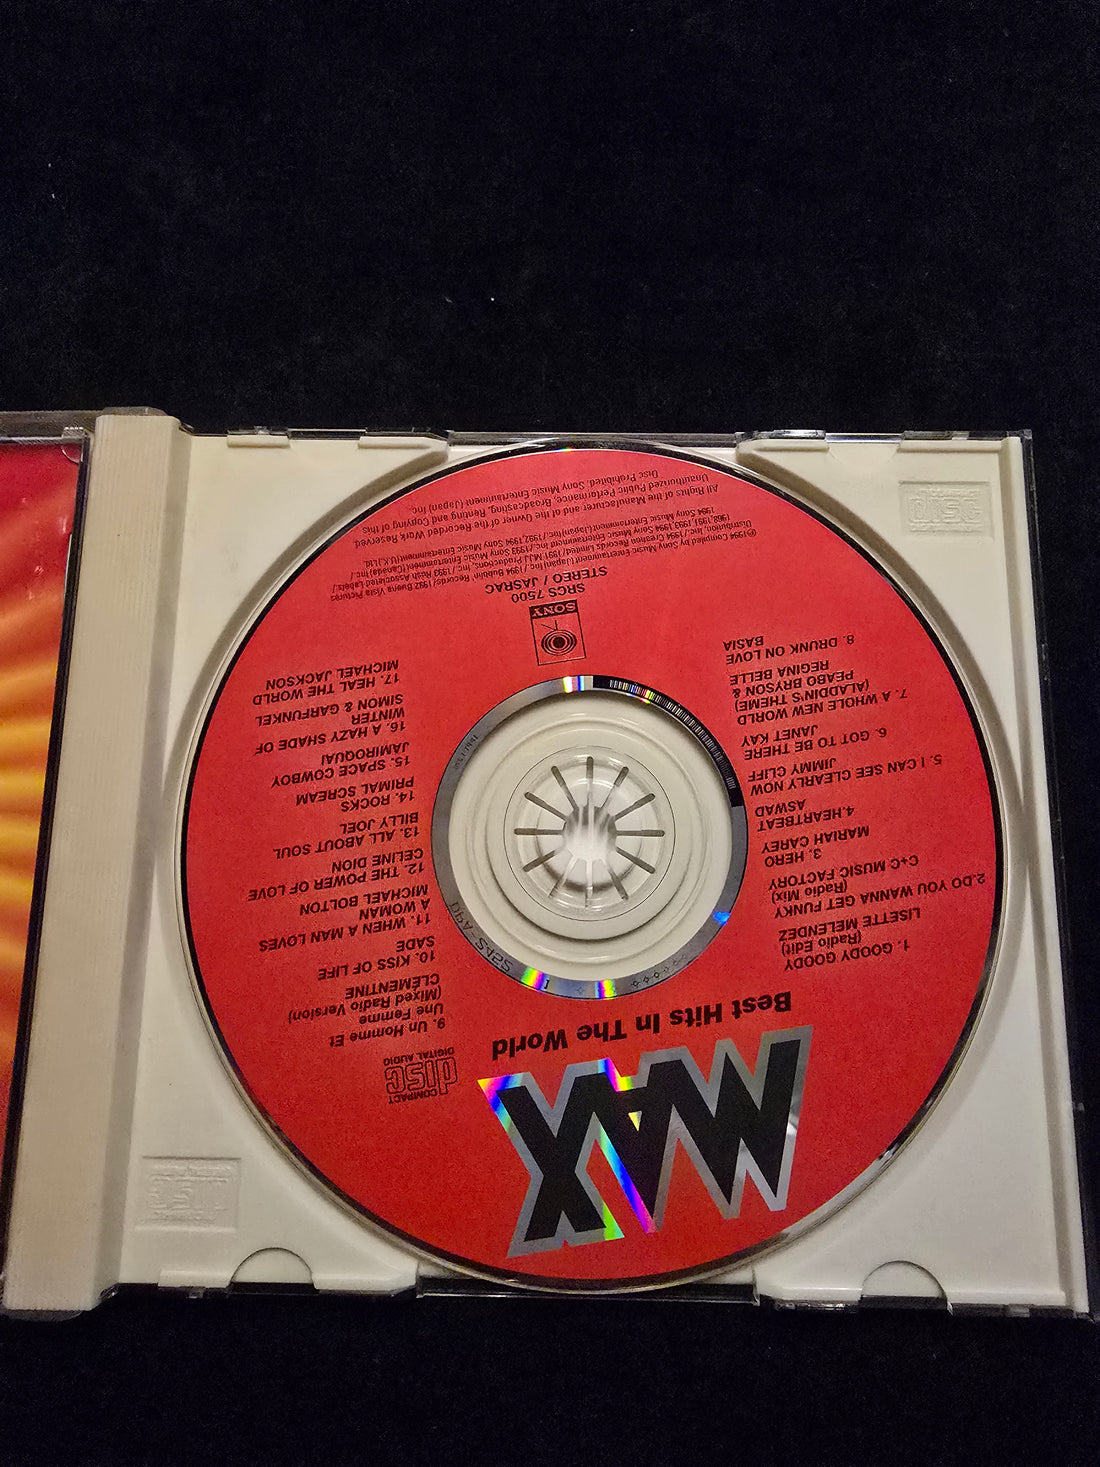 MAX
Best Hits In The World
1. GOODY GOODY
(Radio Edit)
LISETTE MELENDEZ
2.DO YOU WANNA GET FUNKY
(Radio Mix)
C+C MUSIC FACTORY
3. HERO
MARIAH CAREY
4.HEARTBEAT
ASWAD
5. I CAN SEE CLEARLY NOW
JIMMY CLIFF
6. GOT TO BE THERE
JANET KAY
7. A WHOLE NEW WORLD
(ALADDIN'S THEME)
PEABO BRYSON &
REGINA BELLE
8. DRUNK ON LOVE
BASIA
COMPACT
disc
DIGITAL AUDIO
9. Un Homme Et
Une Femme
(Mixed Radio Version)
CLEMENTINE
10. KISS OF LIFE
SADE
11. WHEN A MAN LOVES
A WOMAN
MICHAEL BOLTON
12. THE POWER OF LOVE
CELINE DION
13. ALL ABOUT SOUL
BILLY JOEL
14. ROCKS
PRIMAL SCREAM
15. SPACE COWBOY
JAMIROQUAI
16. A HAZY SHADE OF
WINTER
SIMON & GARFUNKEL
17. HEAL THE WORLD
MICHAEL JACKSON
SONY
SRCS 7500
STEREO / JASRAC
All Rights of the Manufacturer and of the Owner of the Recorded Work Reserved.
Unauthorized Public Performance, Broadcasting, Renting and Copying of this
Disc Prohibited. Sony Music Entertainment (Japan) Inc.